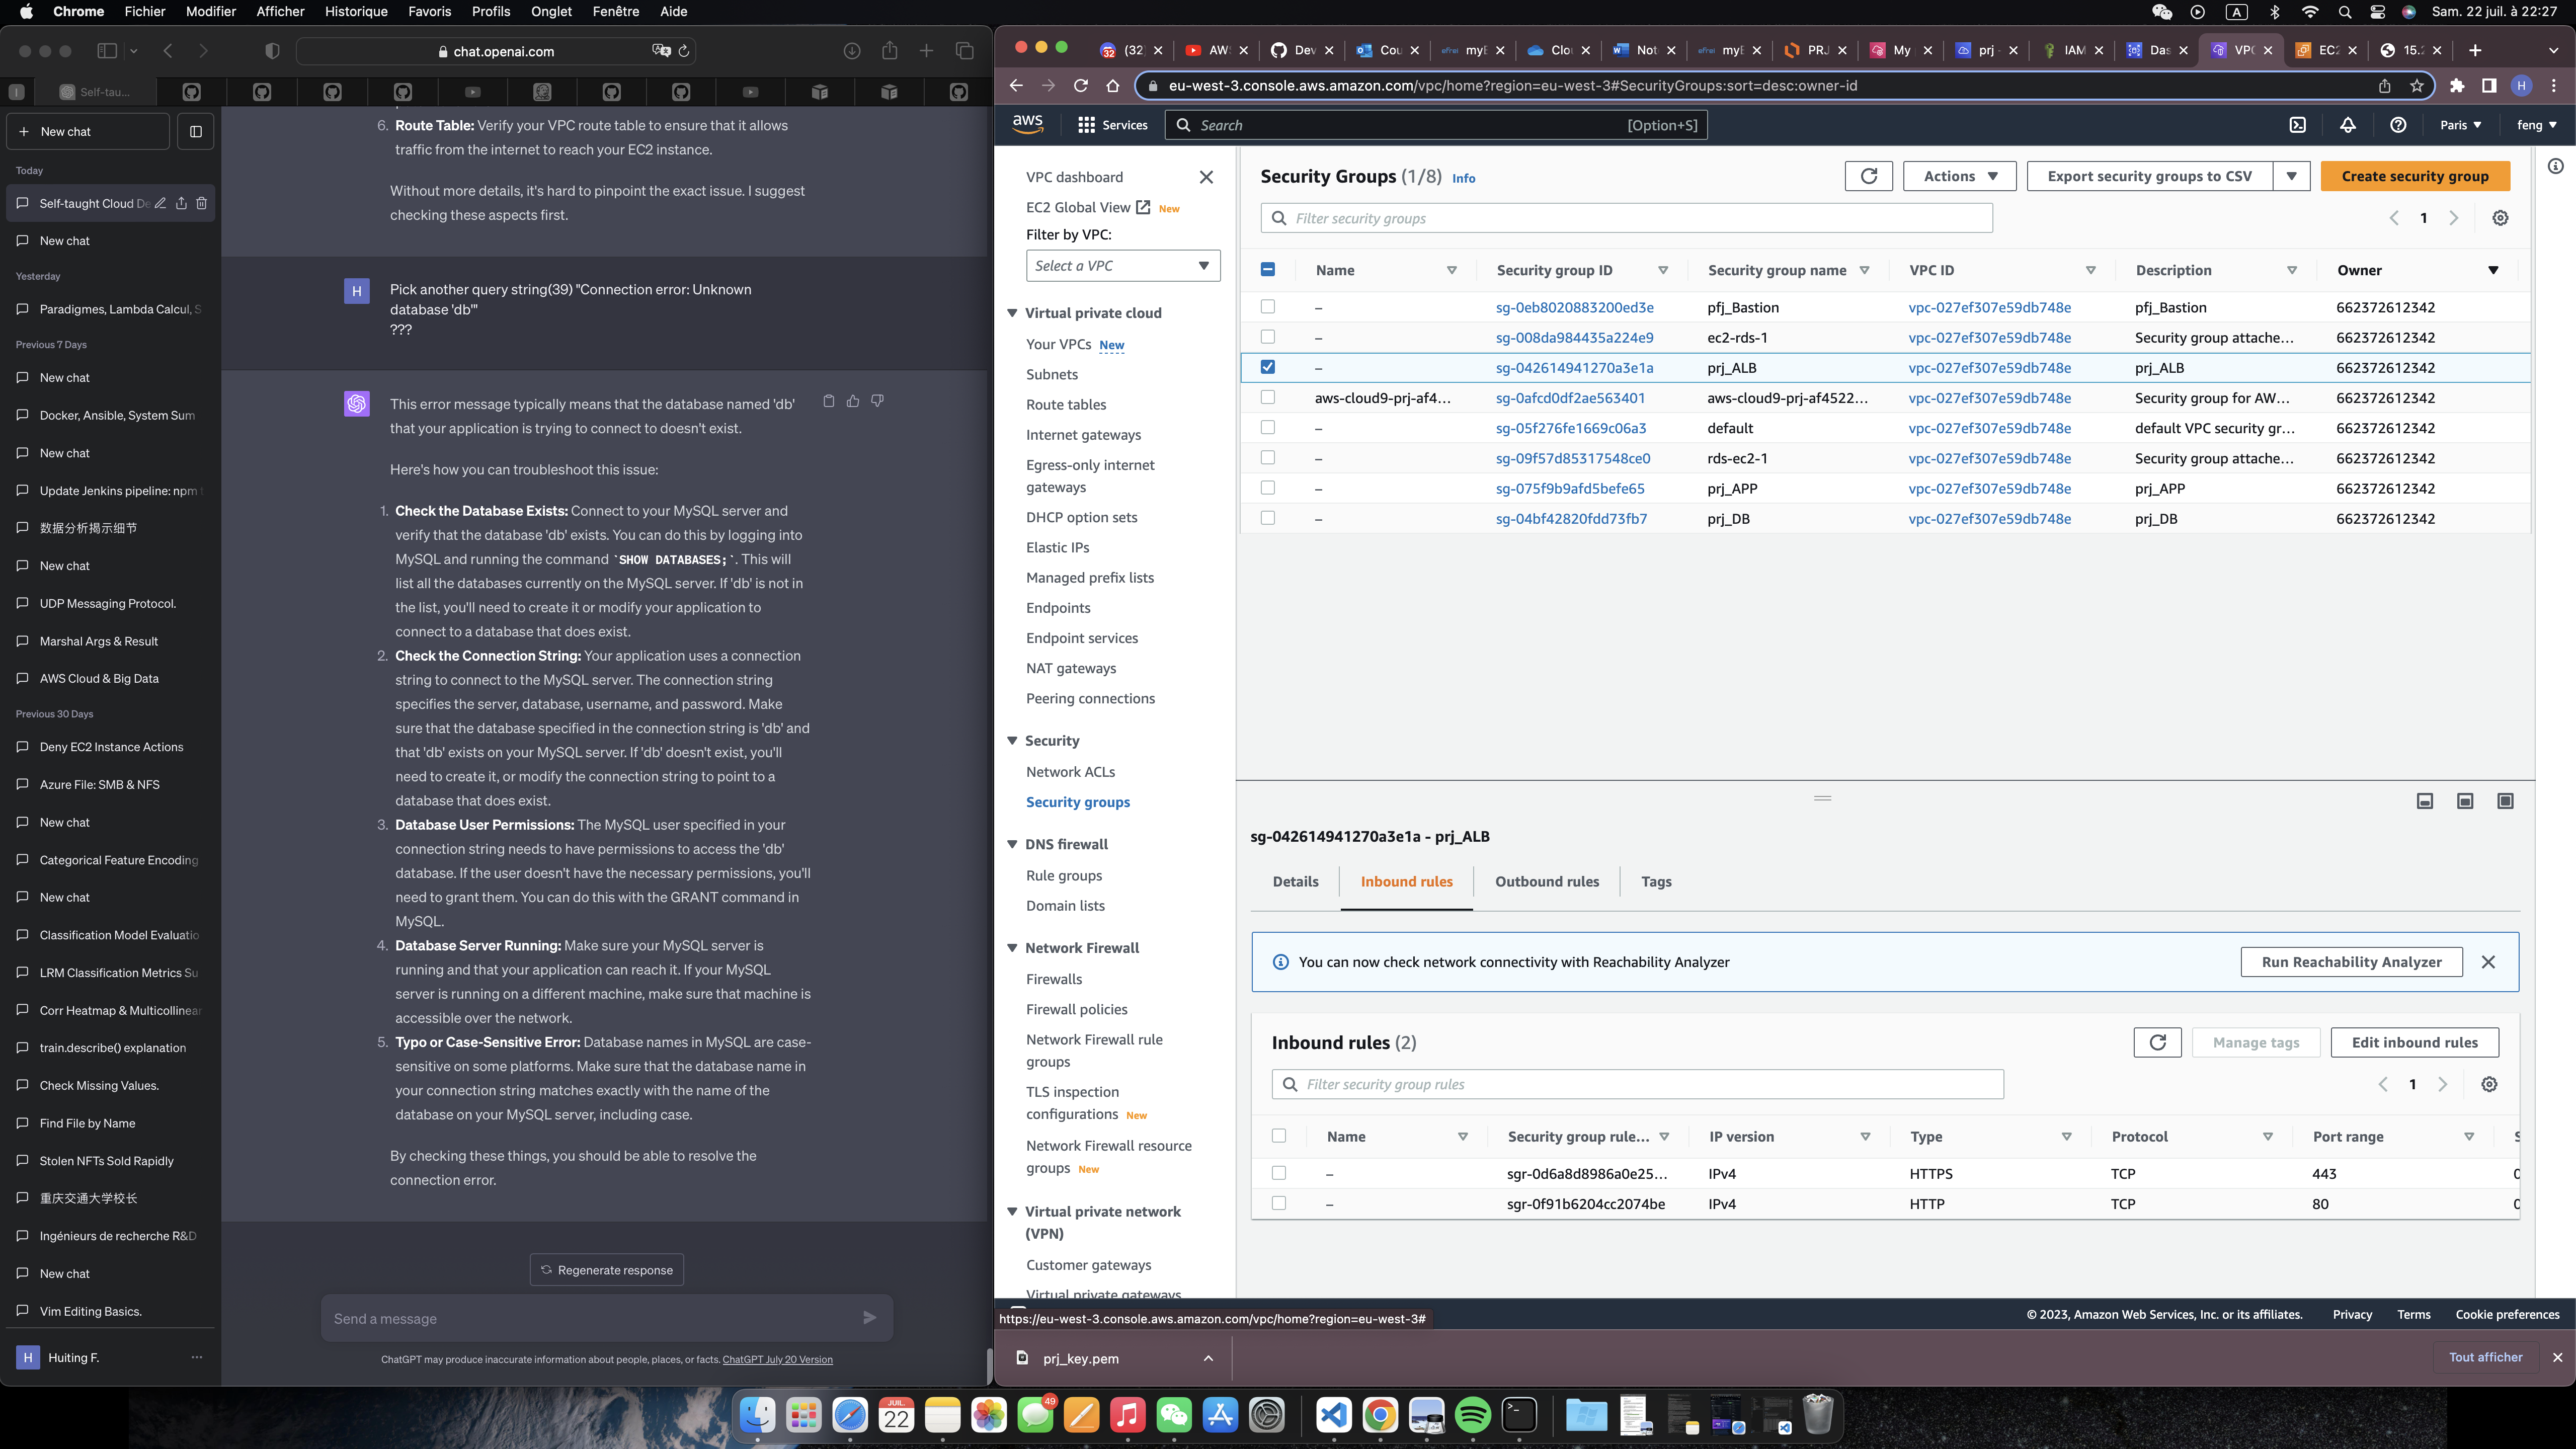 Chrome Fichier Modifier Afficher Historique Favoris Profils Onglet Fenêtre Aide
A Sam. 22 juil. à 22:27
chat.openai.com
Self-tau...
New chat
Today
Self-taught Cloud De
New chat
Yesterday
Paradigmes, Lambda Calcul, S
Previous 7 Days
New chat
Docker, Ansible, System Sum
New chat
Update Jenkins pipeline: npm
数据分析揭示细节
New chat
UDP Messaging Protocol.
Marshal Args & Result
AWS Cloud & Big Data
Previous 30 Days
Deny EC2 Instance Actions
Azure File: SMB & NFS
New chat
Categorical Feature Encoding
New chat
Classification Model Evaluatio
LRM Classification Metrics Su
Corr Heatmap & Multicollinear
train.describe() explanation
Check Missing Values.
Find File by Name
Stolen NFTs Sold Rapidly
重庆交通大学校长
Ingénieurs de recherche R&D
New chat
Vim Editing Basics.
H Huiting F.
6. Route Table: Verify your VPC route table to ensure that it allows
traffic from the internet to reach your EC2 instance.
Without more details, it's hard to pinpoint the exact issue. I suggest
checking these aspects first.
H
Pick another query string(39) "Connection error: Unknown
database 'db'"
???
This error message typically means that the database named 'db'
that your application is trying to connect to doesn't exist.
Here's how you can troubleshoot this issue:
1. Check the Database Exists: Connect to your MySQL server and
verify that the database 'db' exists. You can do this by logging into
MySQL and running the command `SHOW DATABASES;`. This will
list all the databases currently on the MySQL server. If 'db' is not in
the list, you'll need to create it or modify your application to
connect to a database that does exist.
2. Check the Connection String: Your application uses a connection
string to connect to the MySQL server. The connection string
specifies the server, database, username, and password. Make
sure that the database specified in the connection string is 'db' and
that 'db' exists on your MySQL server. If 'db' doesn't exist, you'll
need to create it, or modify the connection string to point to a
database that does exist.
3. Database User Permissions: The MySQL user specified in your
connection string needs to have permissions to access the 'db'
database. If the user doesn't have the necessary permissions, you'll
need to grant them. You can do this with the GRANT command in
MySQL.
4. Database Server Running: Make sure your MySQL server is
running and that your application can reach it. If your MySQL
server is running on a different machine, make sure that machine is
accessible over the network.
5. Typo or Case-Sensitive Error: Database names in MySQL are case-
sensitive on some platforms. Make sure that the database name in
your connection string matches exactly with the name of the
database on your MySQL server, including case.
By checking these things, you should be able to resolve the
connection error.
Regenerate response
Send a message
ChatGPT may produce inaccurate information about people, places, or facts. ChatGPT July 20 Version
32 (32) AW Dev Cou efrei myE Clou Not efrei myE PRJ My prj IAM Das VPC EC2 15.2
eu-west-3.console.aws.amazon.com/vpc/home?region=eu-west-3#SecurityGroups:sort=desc:owner-id
H
aws Services Search [Option+S] Paris feng
VPC dashboard
EC2 Global View New
Filter by VPC:
Select a VPC
Virtual private cloud
Your VPCs New
Subnets
Route tables
Internet gateways
Egress-only internet
gateways
DHCP option sets
Elastic IPs
Managed prefix lists
Endpoints
Endpoint services
NAT gateways
Peering connections
Security
Network ACLs
Security groups
DNS firewall
Rule groups
Domain lists
Network Firewall
Firewalls
Firewall policies
Network Firewall rule
groups
TLS inspection
configurations New
Network Firewall resource
groups New
Virtual private network
(VPN)
Customer gateways
Virtual private gateways
Security Groups (1/8) Info
Actions Export security groups to CSV Create security group
Filter security groups
1
Name Security group ID Security group name VPC ID Description Owner
– sg-0eb8020883200ed3e pfj_Bastion vpc-027ef307e59db748e pfj_Bastion 662372612342
– sg-008da984435a224e9 ec2-rds-1 vpc-027ef307e59db748e Security group attache... 662372612342
– sg-042614941270a3e1a prj_ALB vpc-027ef307e59db748e prj_ALB 662372612342
aws-cloud9-prj-af4... sg-0afcd0df2ae563401 aws-cloud9-prj-af4522... vpc-027ef307e59db748e Security group for AW... 662372612342
– sg-05f276fe1669c06a3 default vpc-027ef307e59db748e default VPC security gr... 662372612342
– sg-09f57d85317548ce0 rds-ec2-1 vpc-027ef307e59db748e Security group attache... 662372612342
– sg-075f9b9afd5befe65 prj_APP vpc-027ef307e59db748e prj_APP 662372612342
– sg-04bf42820fdd73fb7 prj_DB vpc-027ef307e59db748e prj_DB 662372612342
sg-042614941270a3e1a - prj_ALB
Details Inbound rules Outbound rules Tags
You can now check network connectivity with Reachability Analyzer
Run Reachability Analyzer
Inbound rules (2)
Manage tags Edit inbound rules
Filter security group rules
1
Name Security group rule... IP version Type Protocol Port range
– sgr-0d6a8d8986a0e25... IPv4 HTTPS TCP 443
– sgr-0f91b6204cc2074be IPv4 HTTP TCP 80
© 2023, Amazon Web Services, Inc. or its affiliates. Privacy Terms Cookie preferences
https://eu-west-3.console.aws.amazon.com/vpc/home?region=eu-west-3#
prj_key.pem
Tout afficher
JUIL.
22
49